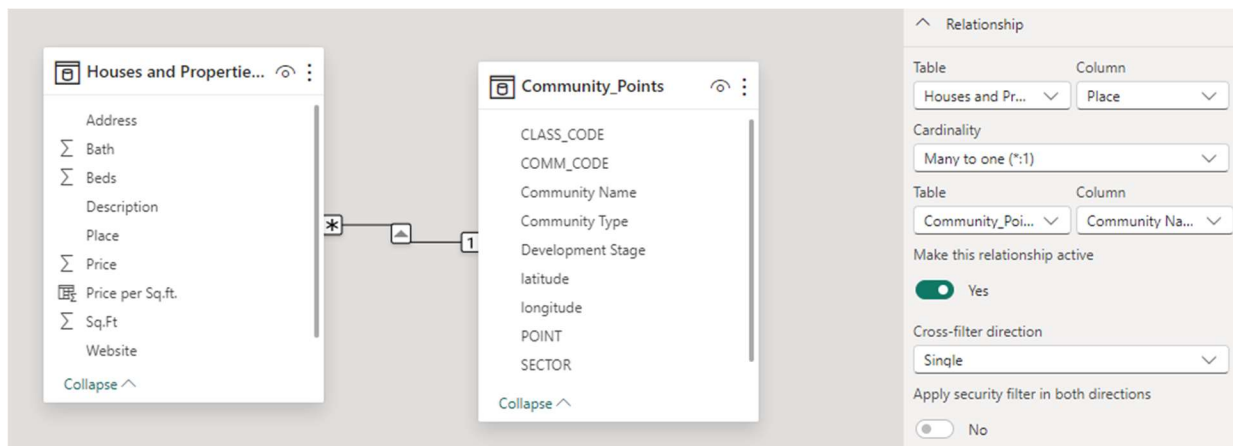 Houses and Propertie...
Address
Bath
Beds
Description
Place
Price
Price per Sq.ft.
Sq.Ft
Website
Collapse
*
1
Community_Points
CLASS_CODE
COMM_CODE
Community Name
Community Type
Development Stage
latitude
longitude
POINT
SECTOR
Collapse
Relationship
Table Column
Houses and Pr... Place
Cardinality
Many to one (*:1)
Table Column
Community_Poi... Community Na...
Make this relationship active
Yes
Cross-filter direction
Single
Apply security filter in both directions
No